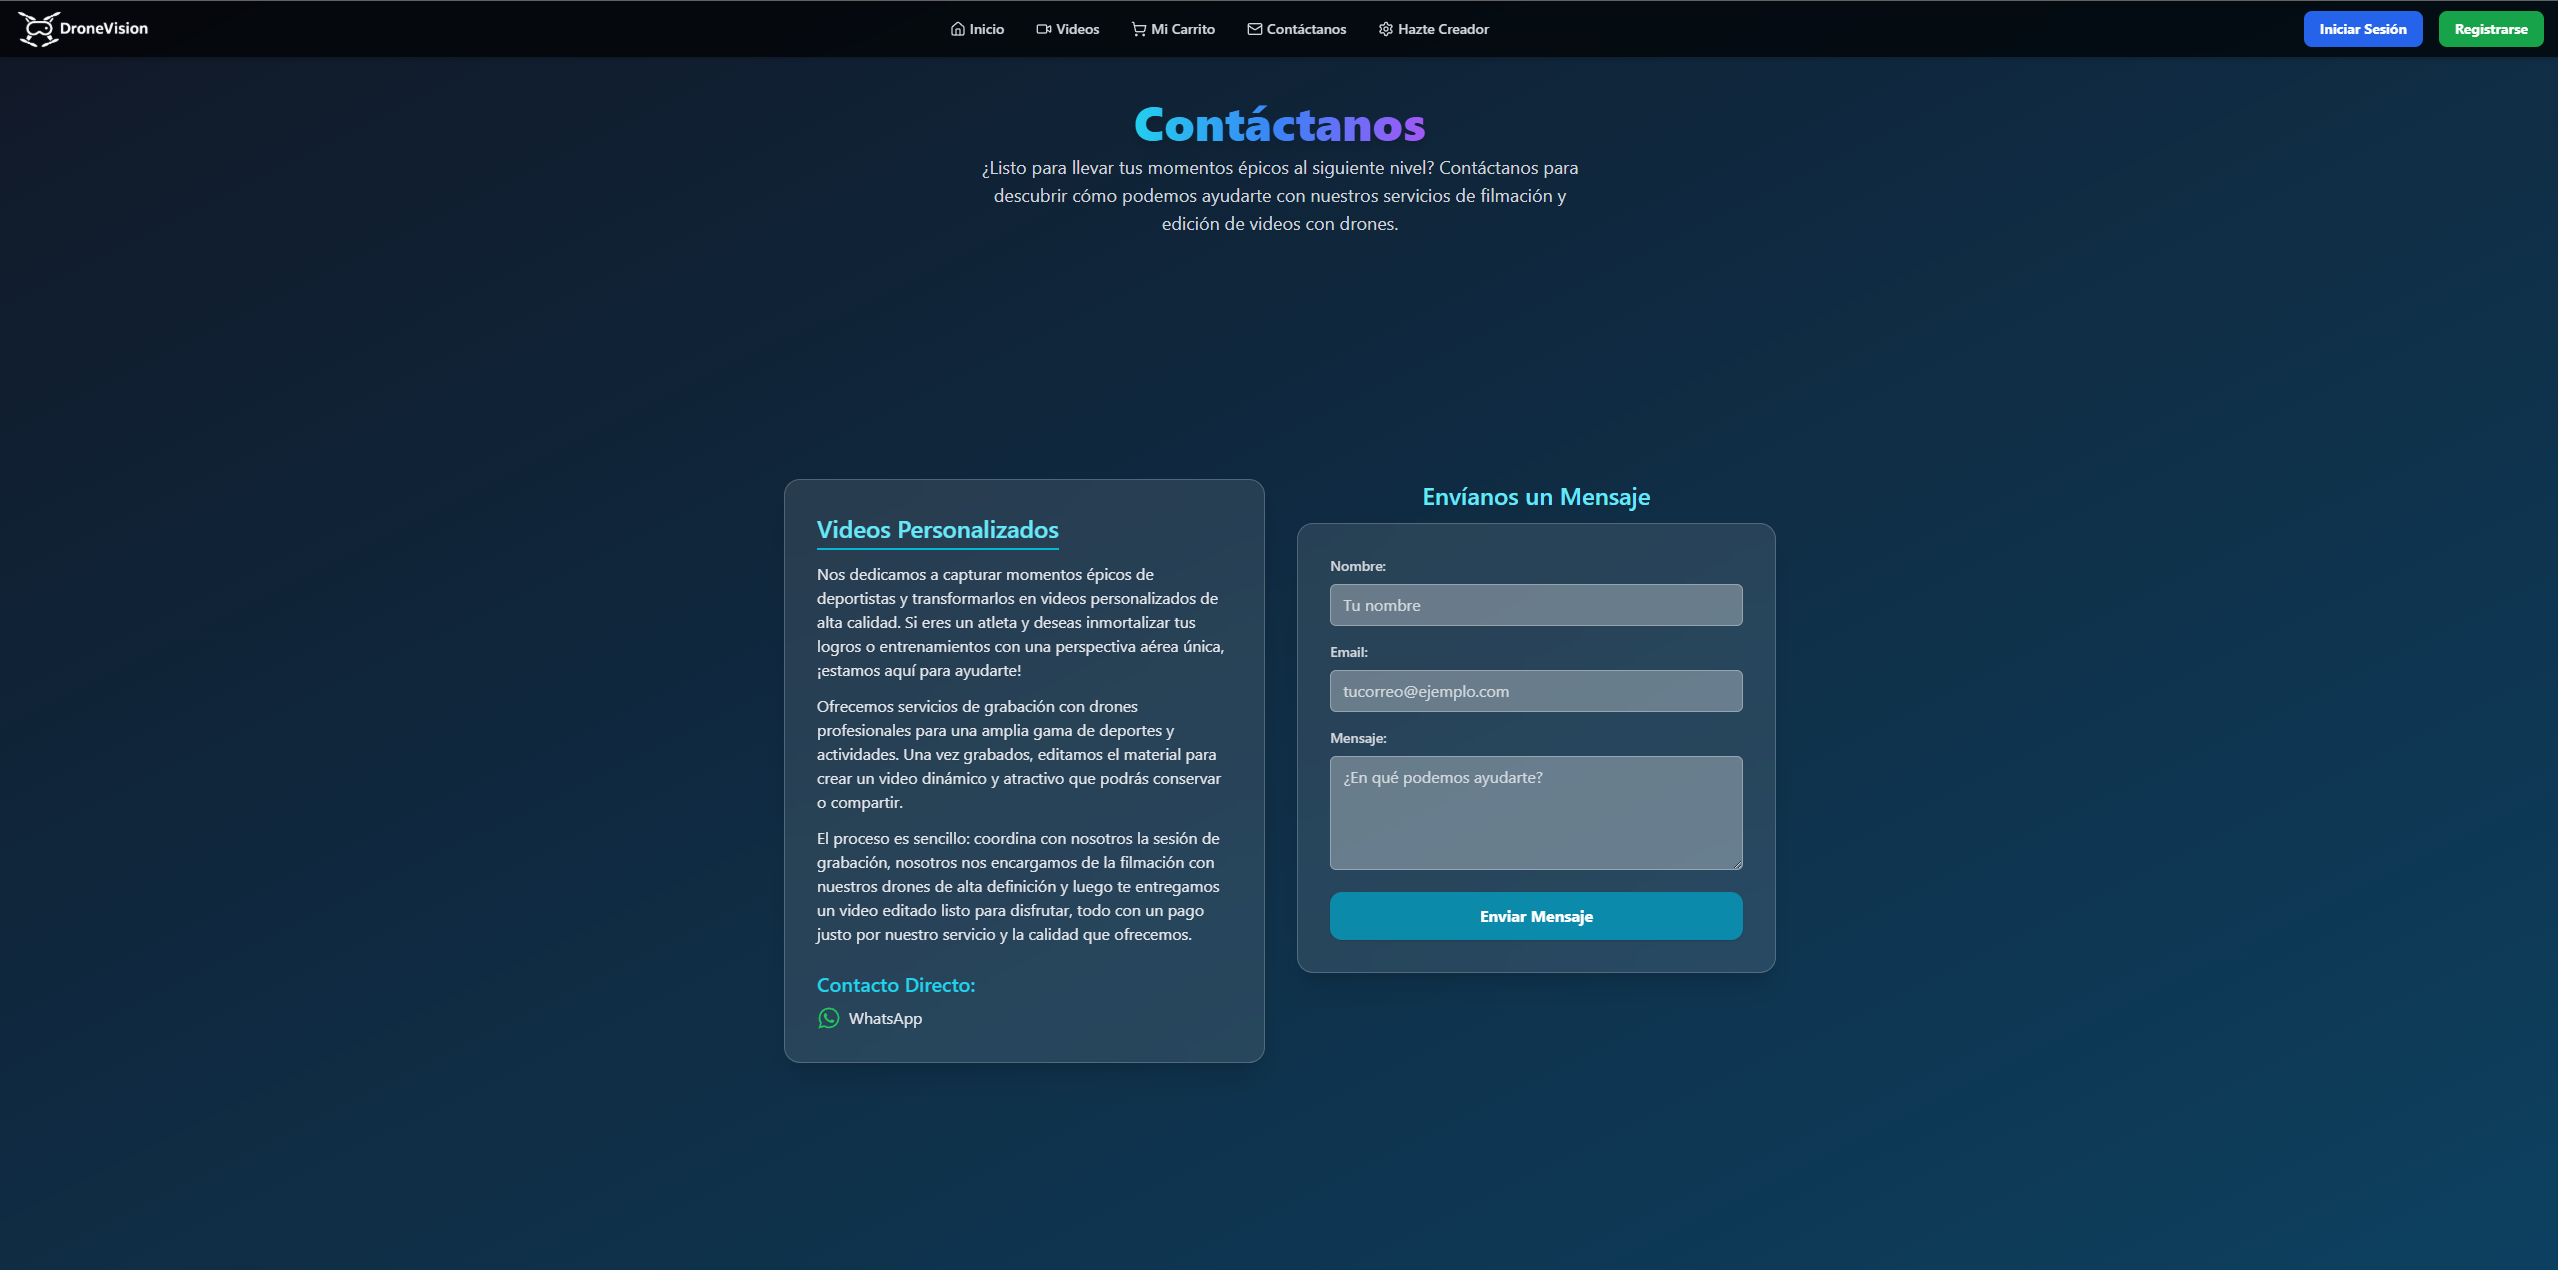 DroneVision
Inicio
Videos
Mi Carrito
Contáctanos
Hazte Creador
Iniciar Sesión
Registrarse
Contáctanos
¿Listo para llevar tus momentos épicos al siguiente nivel? Contáctanos para
descubrir cómo podemos ayudarte con nuestros servicios de filmación y
edición de videos con drones.
Videos Personalizados
Nos dedicamos a capturar momentos épicos de
deportistas y transformarlos en videos personalizados de
alta calidad. Si eres un atleta y deseas inmortalizar tus
logros o entrenamientos con una perspectiva aérea única,
¡estamos aquí para ayudarte!
Ofrecemos servicios de grabación con drones
profesionales para una amplia gama de deportes y
actividades. Una vez grabados, editamos el material para
crear un video dinámico y atractivo que podrás conservar
o compartir.
El proceso es sencillo: coordina con nosotros la sesión de
grabación, nosotros nos encargamos de la filmación con
nuestros drones de alta definición y luego te entregamos
un video editado listo para disfrutar, todo con un pago
justo por nuestro servicio y la calidad que ofrecemos.
Contacto Directo:
WhatsApp
Envíanos un Mensaje
Nombre:
Tu nombre
Email:
tucorreo@ejemplo.com
Mensaje:
¿En qué podemos ayudarte?
Enviar Mensaje